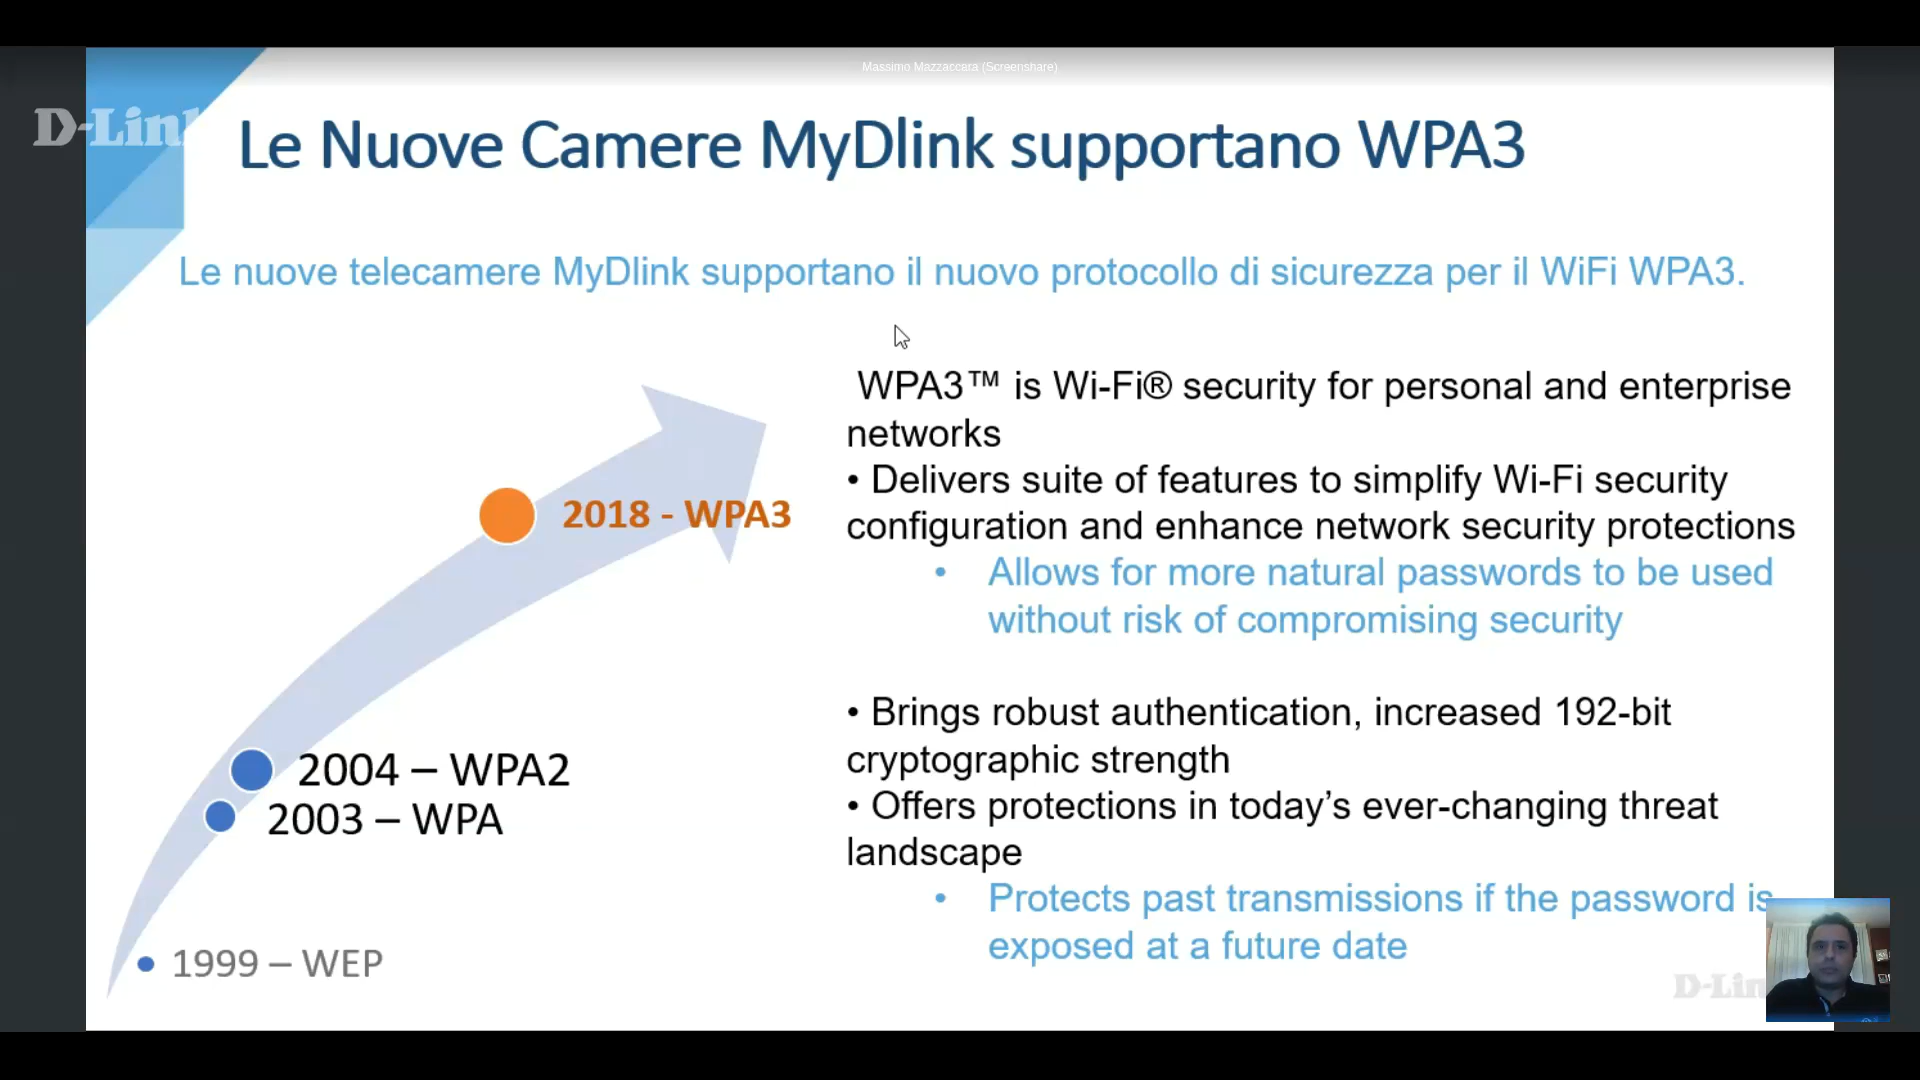 Massimo Mazzaccara (Screenshare)
D-Link
Le Nuove Camere MyDlink supportano WPA3
Le nuove telecamere MyDlink supportano il nuovo protocollo di sicurezza per il WiFi WPA3.
WPA3™ is Wi-Fi® security for personal and enterprise
networks
• Delivers suite of features to simplify Wi-Fi security
configuration and enhance network security protections
• Allows for more natural passwords to be used
without risk of compromising security
• Brings robust authentication, increased 192-bit
cryptographic strength
• Offers protections in today’s ever-changing threat
landscape
• Protects past transmissions if the password is
exposed at a future date
2018 - WPA3
2004 – WPA2
2003 – WPA
1999 – WEP
D-Lin